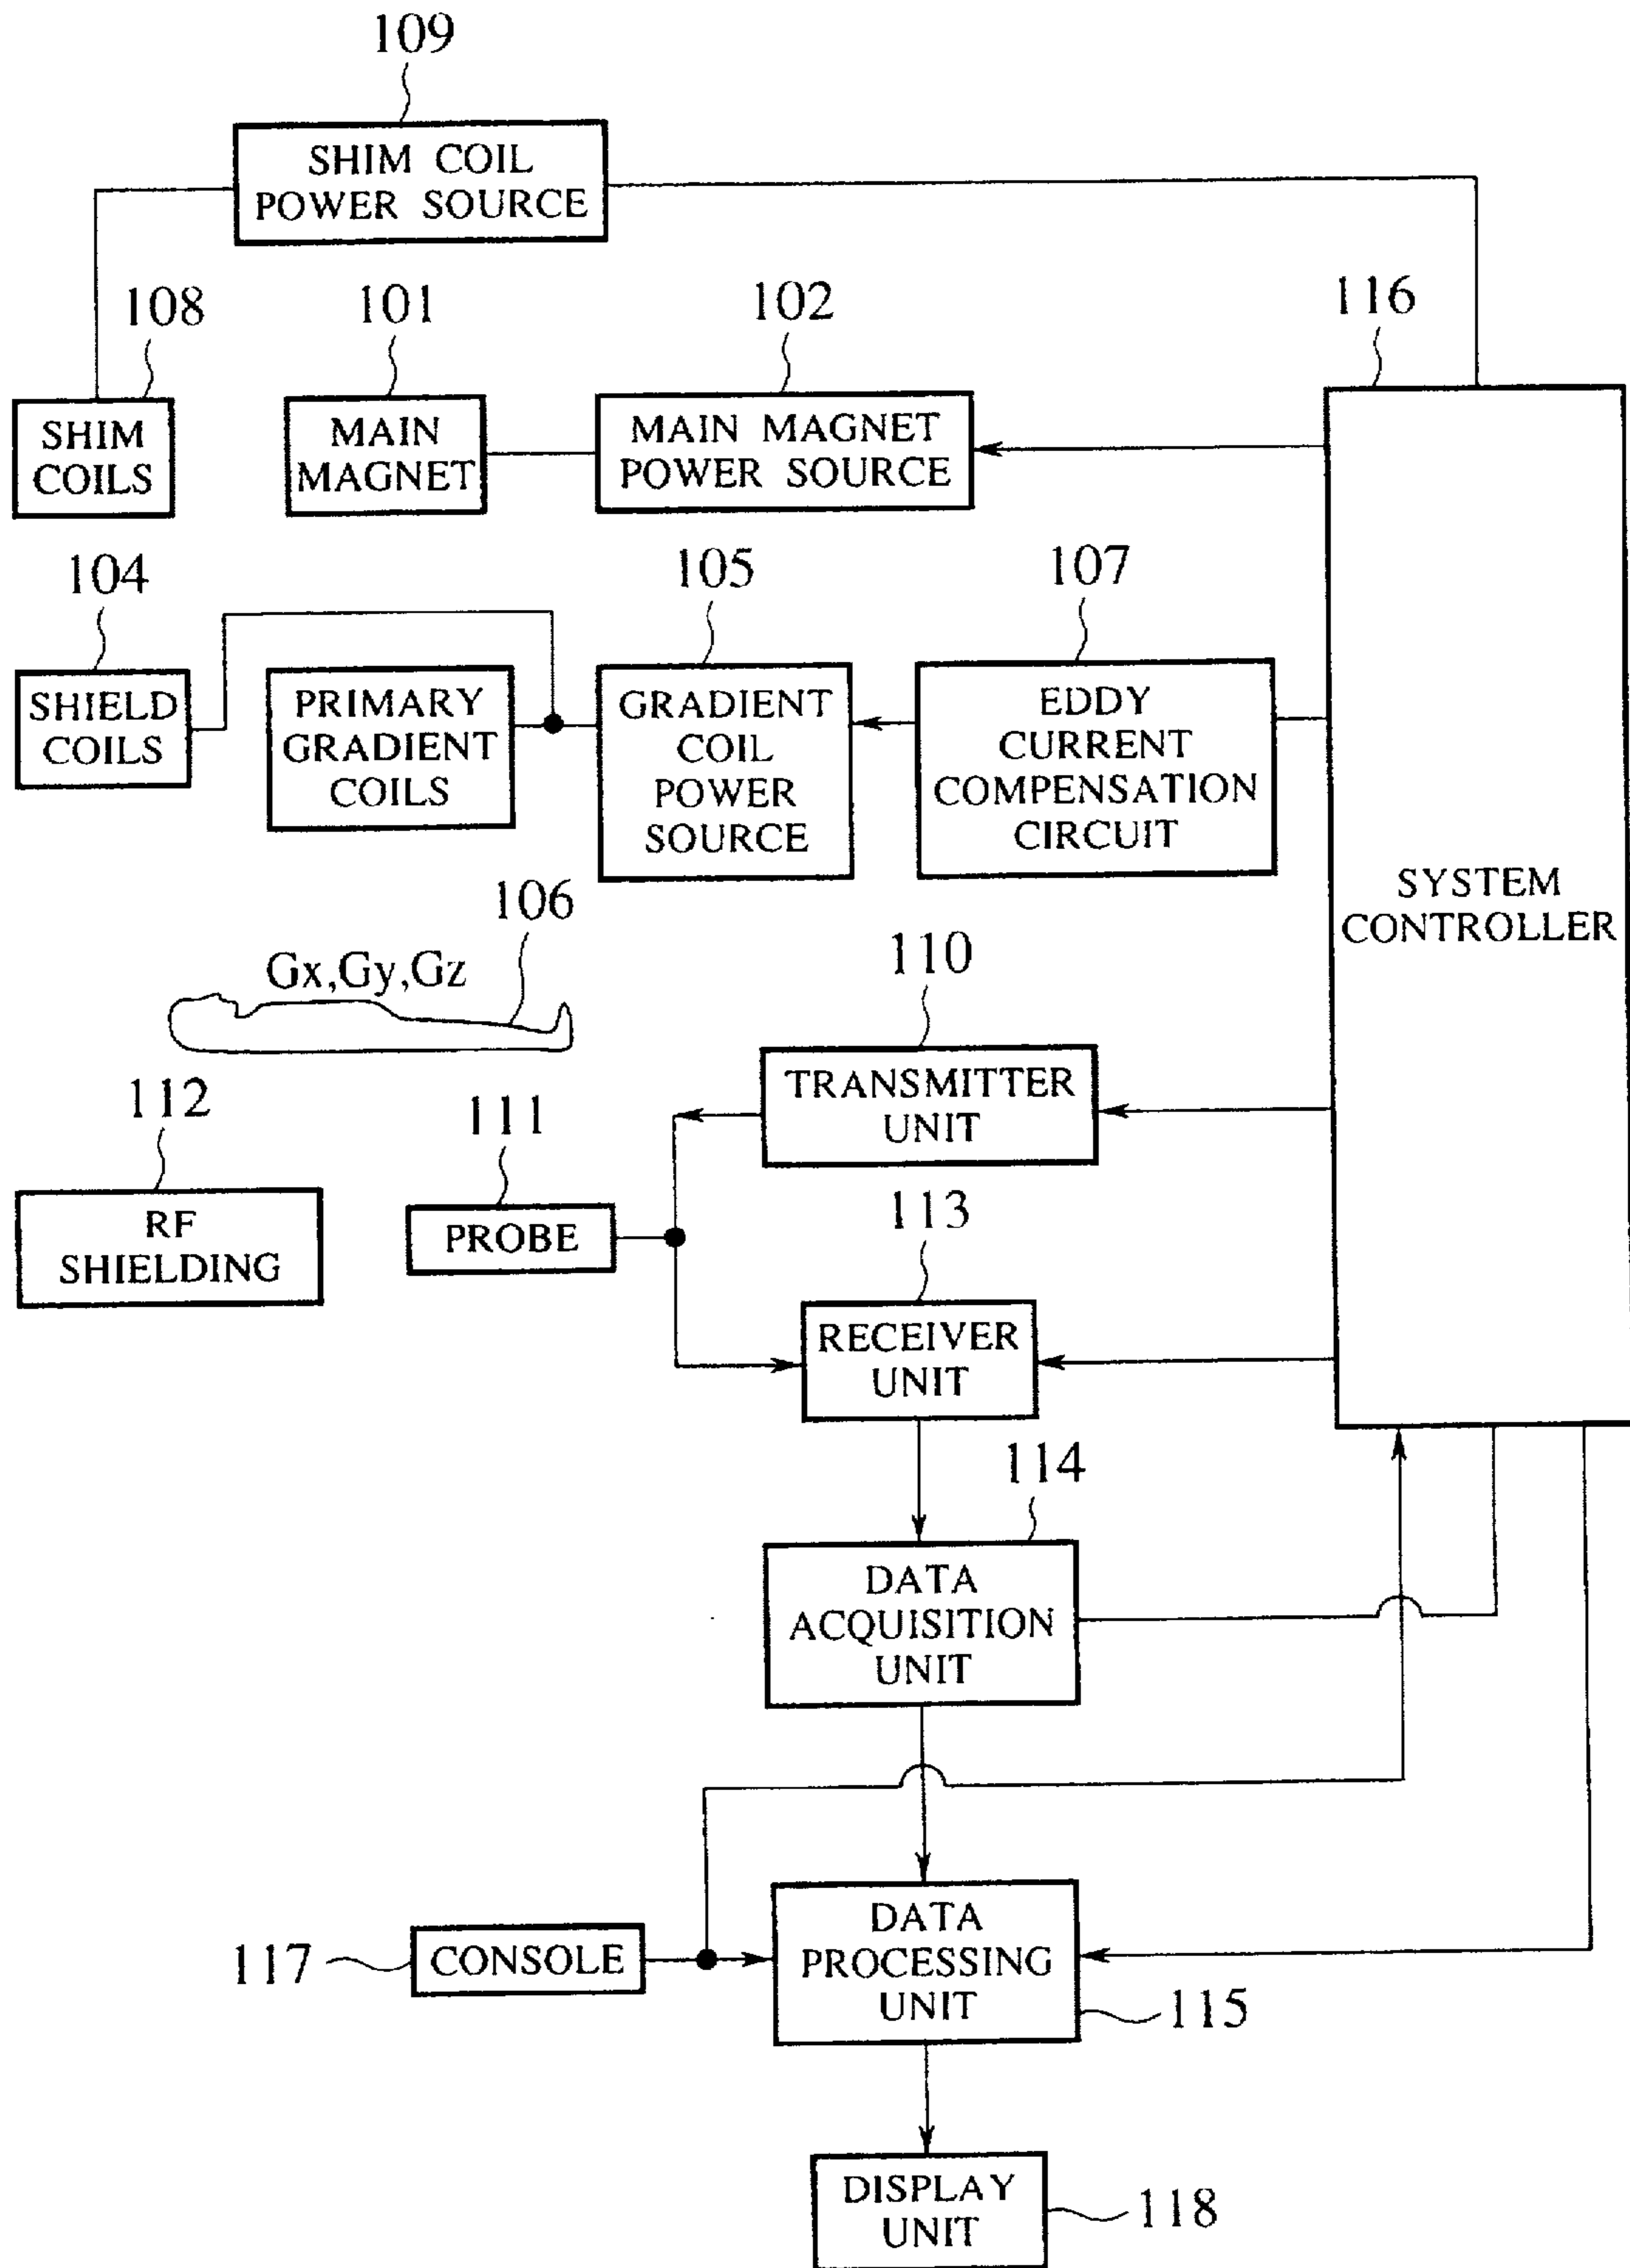 109
SHIM COIL
POWER SOURCE
108
101
102
116
SHIM
COILS
MAIN
MAGNET
MAIN MAGNET
POWER SOURCE
104
105
107
SHIELD
COILS
PRIMARY
GRADIENT
COILS
GRADIENT
COIL
POWER
SOURCE
EDDY
CURRENT
COMPENSATION
CIRCUIT
SYSTEM
CONTROLLER
106
Gx,Gy,Gz
110
TRANSMITTER
UNIT
112
111
RF
SHIELDING
PROBE
113
RECEIVER
UNIT
114
DATA
ACQUISITION
UNIT
117
CONSOLE
DATA
PROCESSING
UNIT
115
DISPLAY
UNIT
118